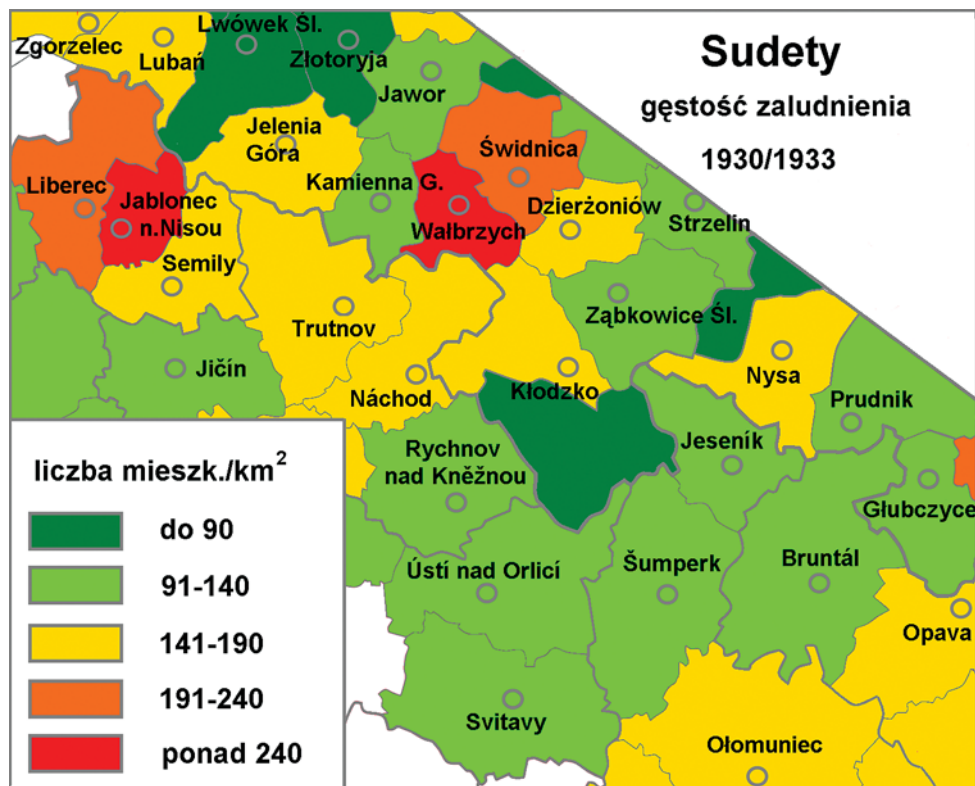 Sudety
gęstość zaludnienia
1930/1933
Zgorzelec
Lubań
Lwówek Śl.
Złotoryja
Jawor
Jelenia
Góra
Świdnica
Kamienna G.
Liberec
Jablonec
n.Nisou
Wałbrzych
Dzierżoniów
Strzelin
Semily
Trutnov
Ząbkowice Śl.
Jičín
Náchod
Kłodzko
Nysa
Prudnik
Rychnov
nad Kněžnou
Jeseník
Głubczyce
Ústí nad Orlicí
Šumperk
Bruntál
Opava
Svitavy
Ołomuniec
liczba mieszk./km²
do 90
91-140
141-190
191-240
ponad 240